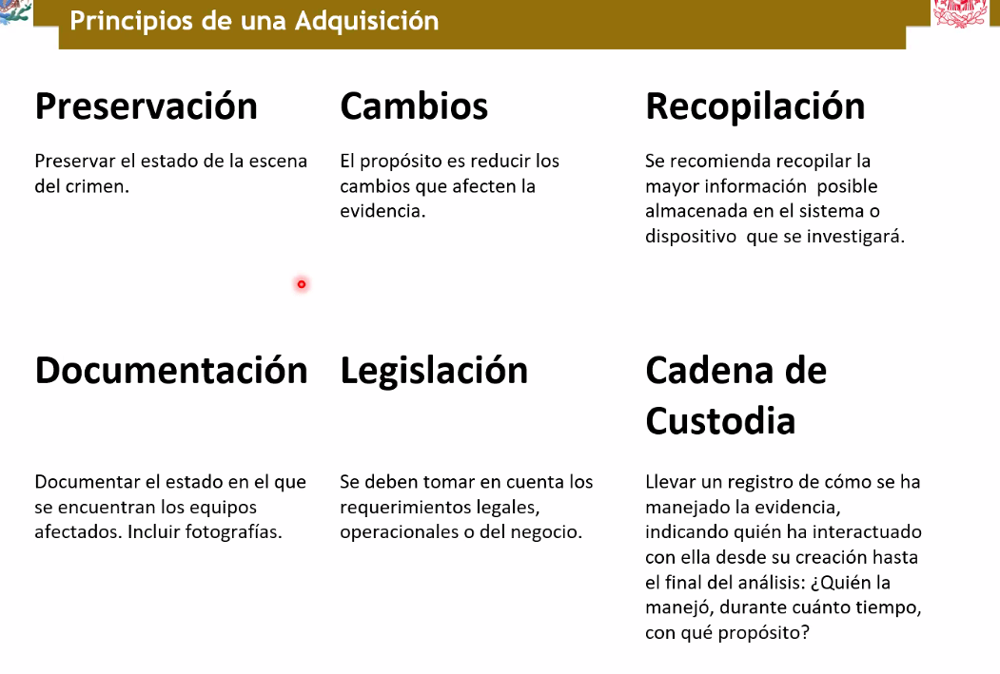 Principios de una Adquisición
Preservación
Preservar el estado de la escena
del crimen.
Cambios
El propósito es reducir los
cambios que afecten la
evidencia.
Recopilación
Se recomienda recopilar la
mayor información  posible
almacenada en el sistema o
dispositivo  que se investigará.
Documentación
Documentar el estado en el que
se encuentran los equipos
afectados. Incluir fotografías.
Legislación
Se deben tomar en cuenta los
requerimientos legales,
operacionales o del negocio.
Cadena de
Custodia
Llevar un registro de cómo se ha
manejado la evidencia,
indicando quién ha interactuado
con ella desde su creación hasta
el final del análisis: ¿Quién la
manejó, durante cuánto tiempo,
con qué propósito?